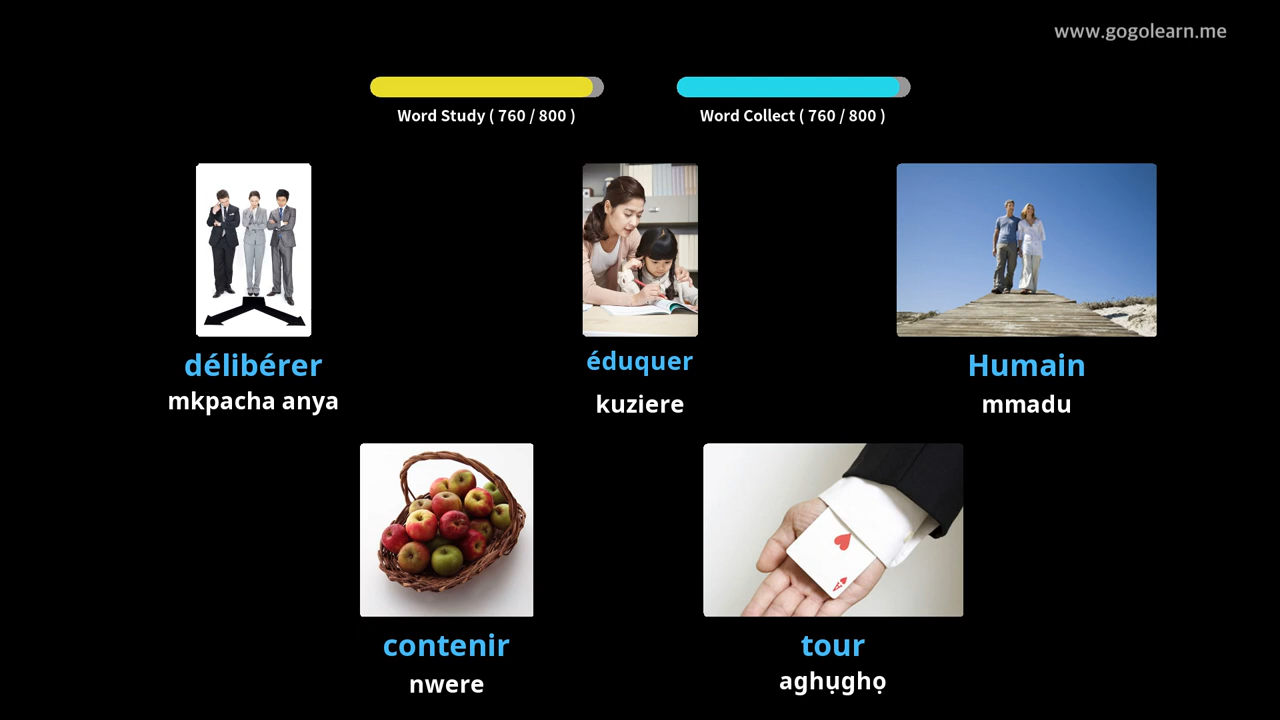 www.gogolearn.me
Word Study ( 760 / 800 )
Word Collect ( 760 / 800 )
délibérer
mkpacha anya
éduquer
kuziere
Humain
mmadu
contenir
nwere
tour
aghụghọ